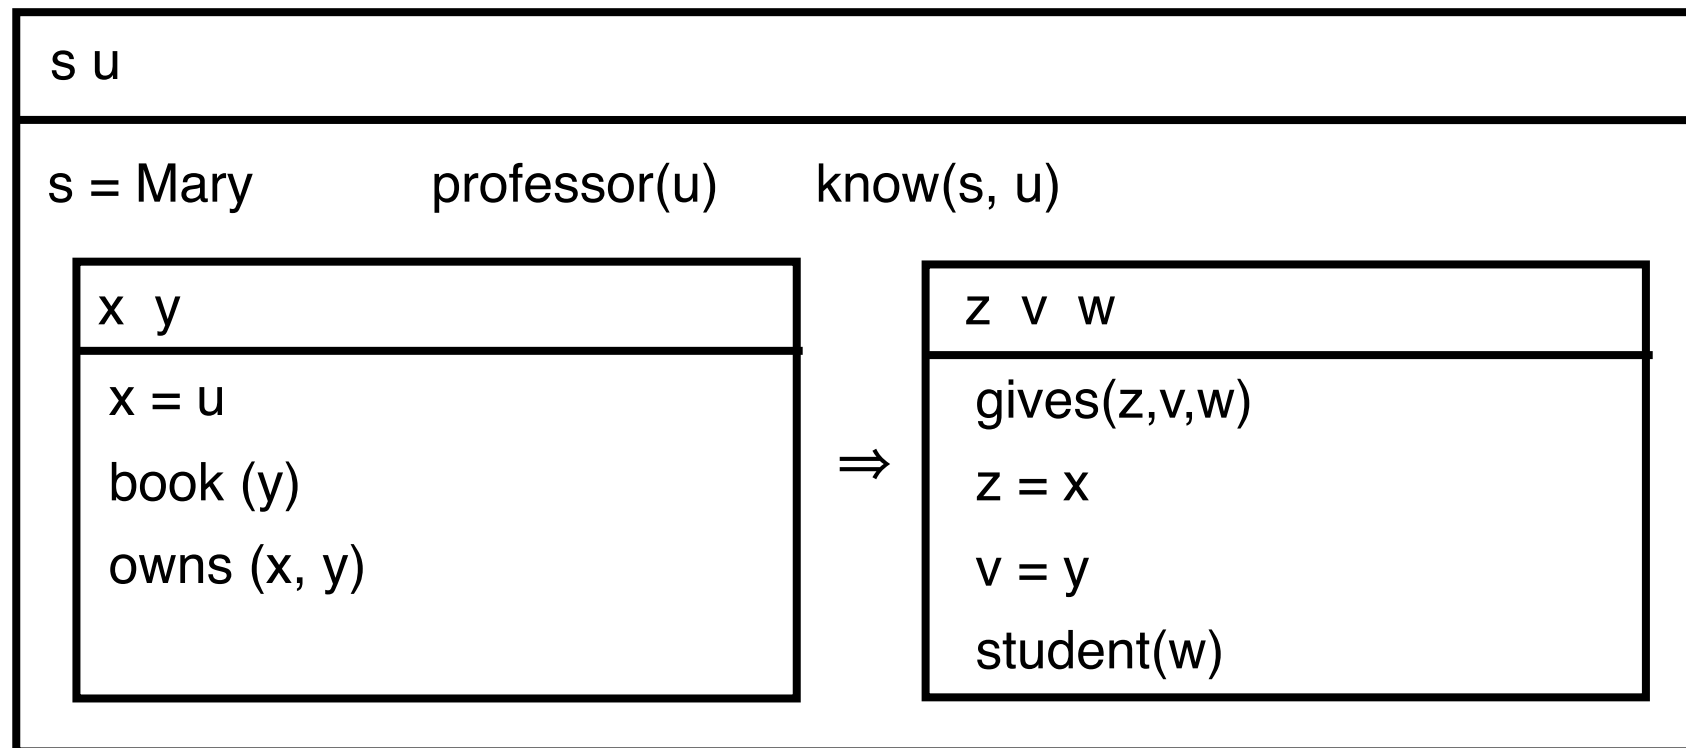 s u
s = Mary professor(u) know(s, u)
x y
x = u
book (y)
owns (x, y)
⇒
z v w
gives(z,v,w)
z = x
v = y
student(w)